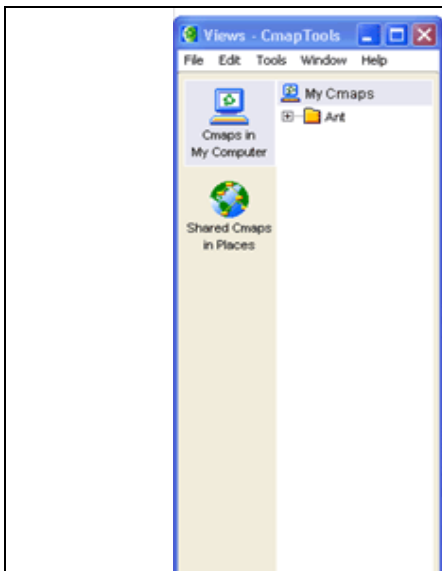 Views - CmapTools
File Edit Tools Window Help
My Cmaps
Ant
Cmaps in
My Computer
Shared Cmaps
in Places